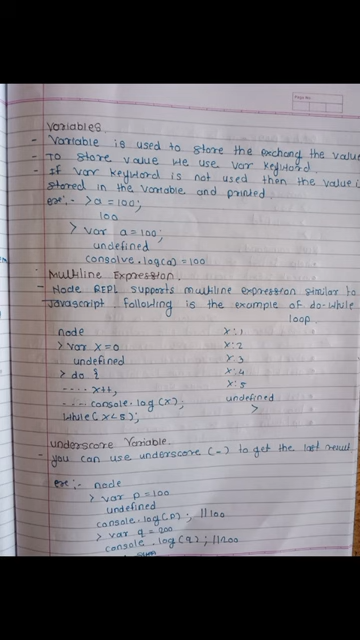 Page No.
Variables
- Variable is used to store the exchang the value
- To store value we use var keyword.
- If var keyword is not used then the value i
stored in the variable and printed.
ex:- >a = 100;
100
> var a = 100;
undefined
consolve.log(a) = 100
Multiline Expression.
- Node REPL supports multiline expression similar to
Javascript. following is the example of do-while
loop.
node
> var x = 0
undefined
> do {
.... x++,
... console.log(x);
while(x<5);
x:1
x:2
x:3
x:4
x:5
undefined
>
underscore Variable.
- you can use underscore (-) to get the last result.
ex:- node
> var p = 100
undefined
console.log(p); //100
> var q = 200
console.log(q); //200